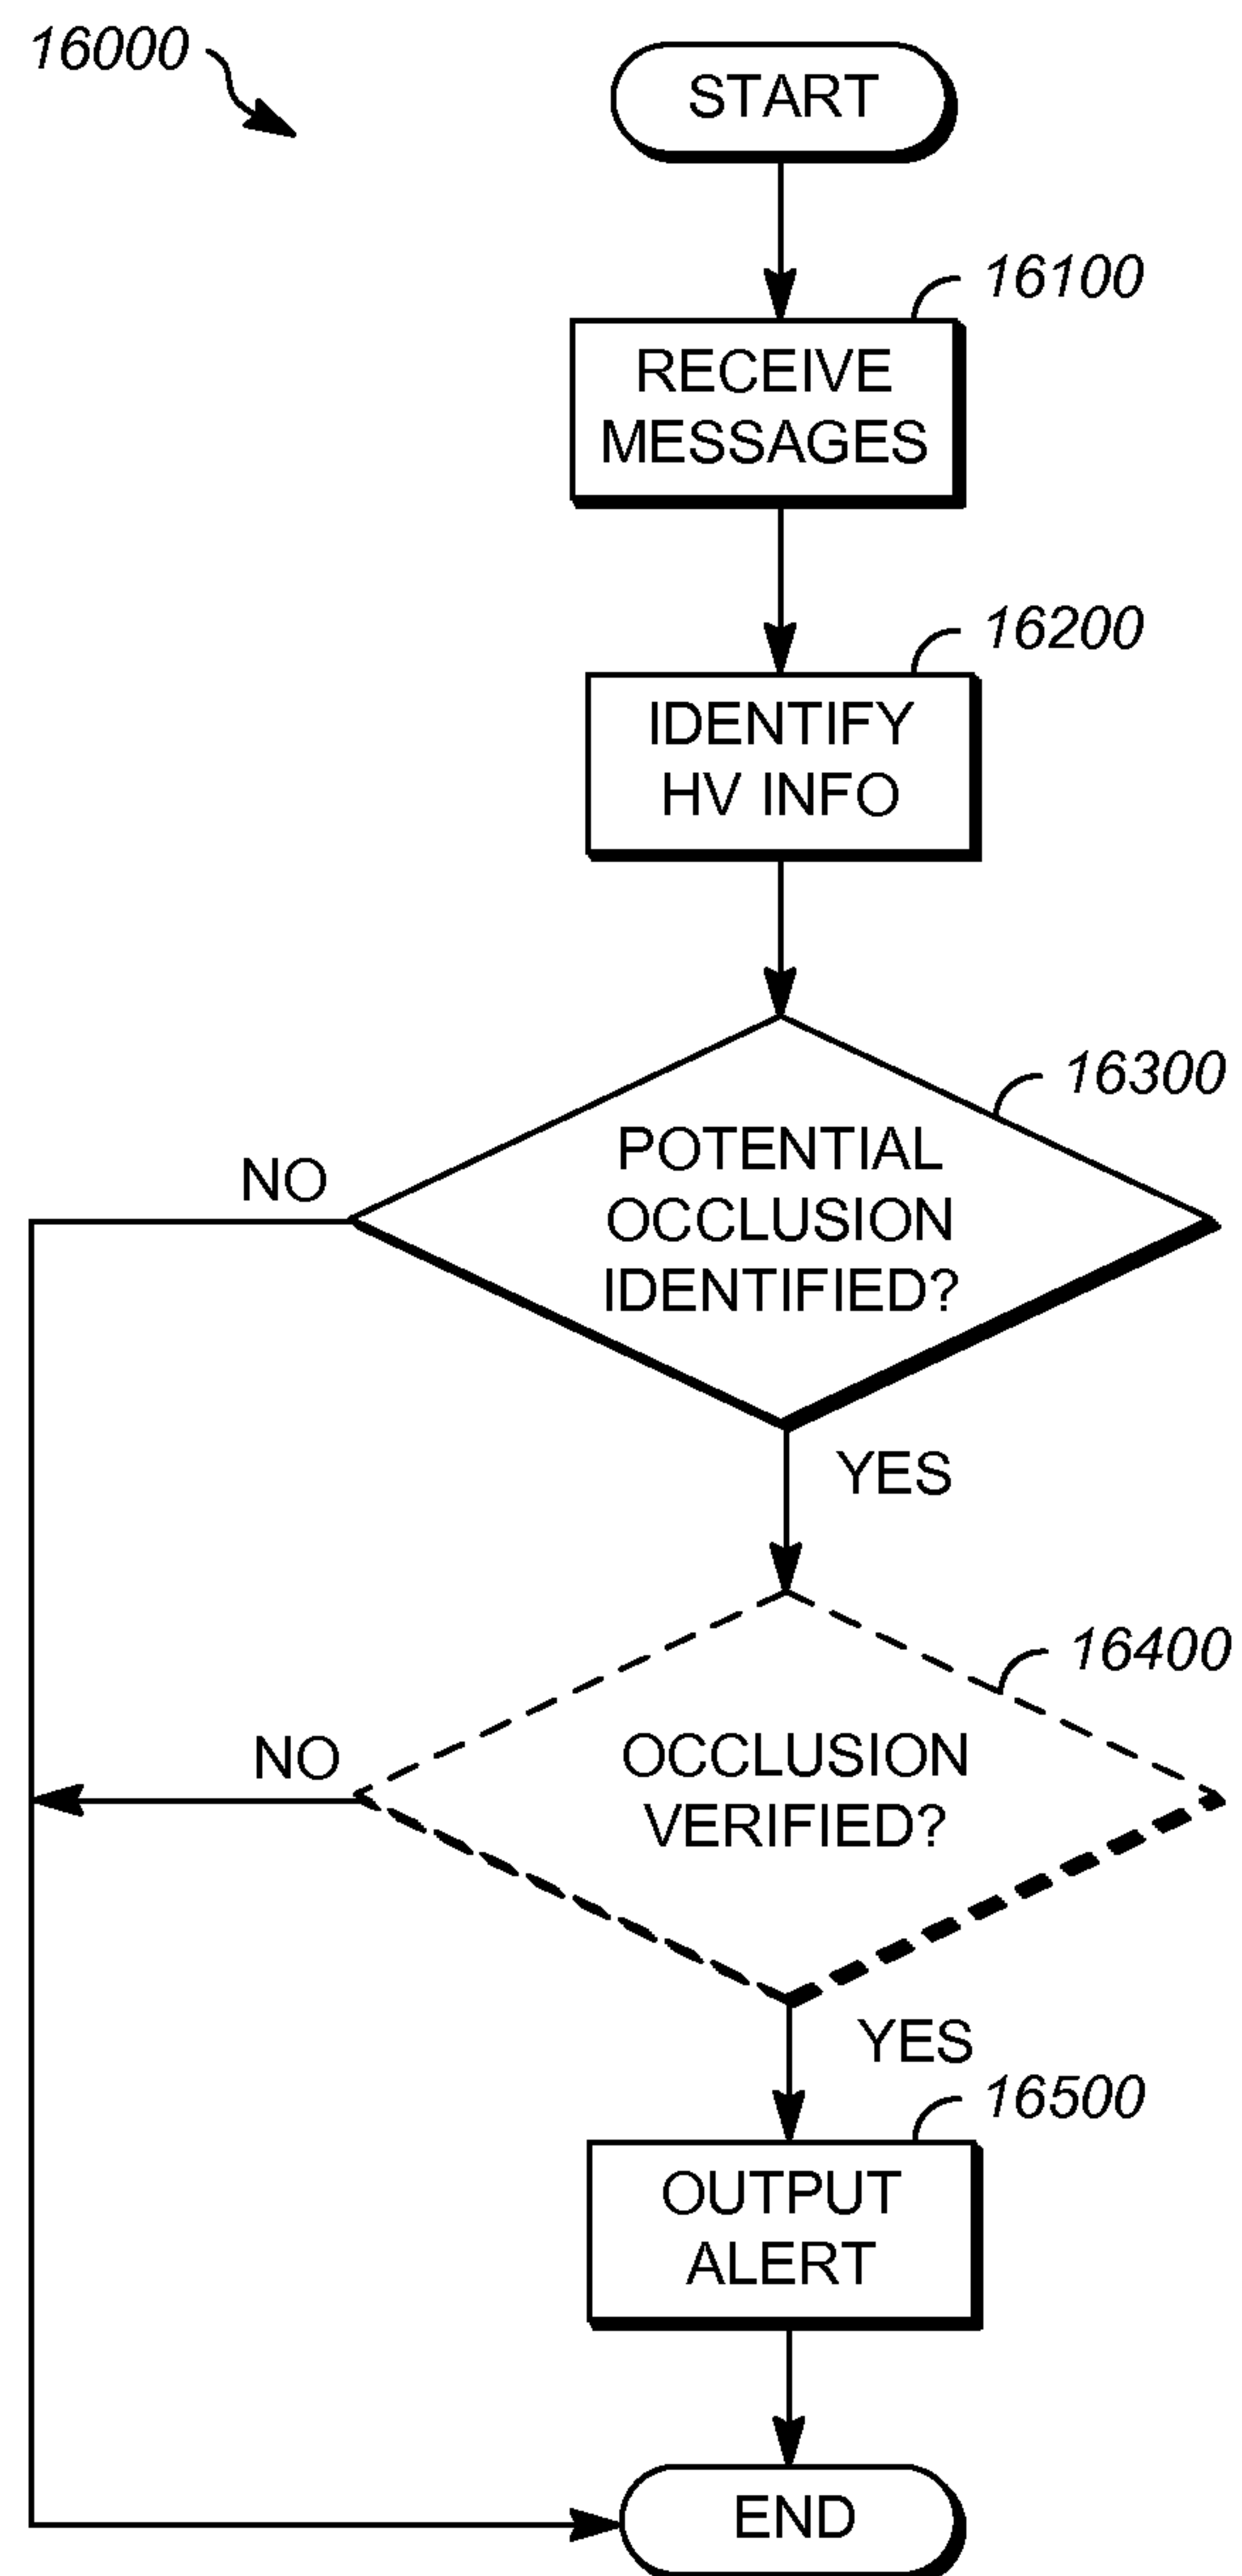 16000
START
16100
RECEIVE
MESSAGES
16200
IDENTIFY
HV INFO
16300
POTENTIAL
OCCLUSION
IDENTIFIED?
NO
YES
16400
OCCLUSION
VERIFIED?
NO
YES
16500
OUTPUT
ALERT
END